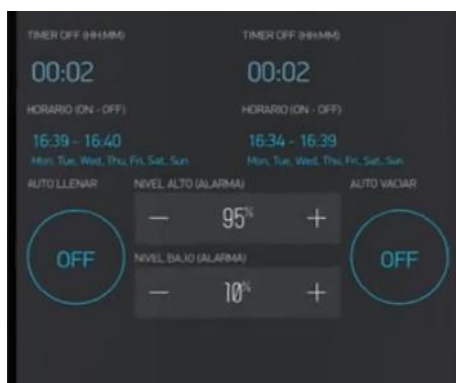 TIMER OFF (HH:MM) TIMER OFF (HH:MM)
00:02 00:02
HORARIO (ON - OFF) HORARIO (ON - OFF)
16:39 - 16:40 16:34 - 16:39
Mon, Tue, Wed, Thu, Fri, Sat, Sun Mon, Tue, Wed, Thu, Fri, Sat, Sun
AUTO LLENAR NIVEL ALTO (ALARMA) AUTO VACIAR
— 95% +
OFF OFF
NIVEL BAJO (ALARMA)
— 10% +